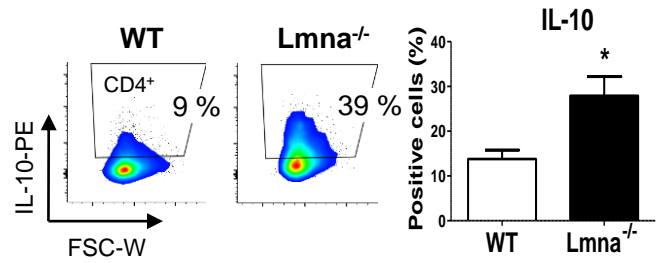 WT
Lmna-/-
CD4+
9 %
39 %
IL-10-PE
FSC-W
IL-10
Positive cells (%)
40
30
20
10
0
*
WT
Lmna-/-